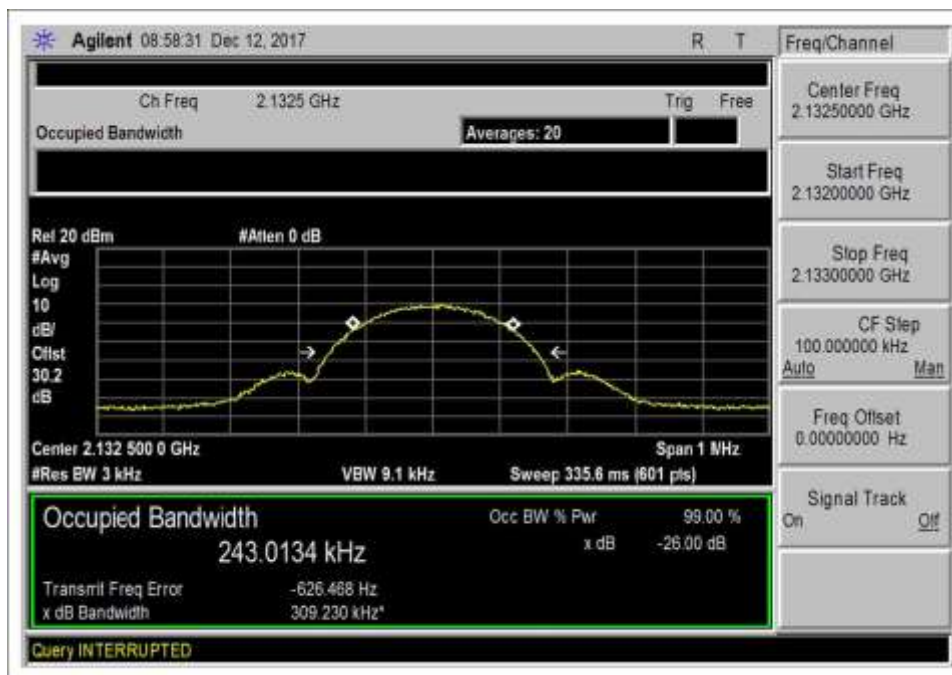 Agilent 08:58:31 Dec 12, 2017 R T
Freq/Channel
Ch Freq 2.1325 GHz Trig Free
Occupied Bandwidth Averages: 20
Center Freq
2.13250000 GHz
Start Freq
2.13200000 GHz
Stop Freq
2.13300000 GHz
CF Step
100.000000 kHz
Auto Man
Freq Offset
0.00000000 Hz
Signal Track
On Off
Ref 20 dBm #Atten 0 dB
#Avg
Log
10
dB/
Offst
30.2
dB
Center 2.132 500 0 GHz Span 1 MHz
#Res BW 3 kHz VBW 9.1 kHz Sweep 335.6 ms (601 pts)
Occupied Bandwidth Occ BW % Pwr 99.00 %
243.0134 kHz x dB -26.00 dB
Transmit Freq Error -626.468 Hz
x dB Bandwidth 309.230 kHz*
Query INTERRUPTED